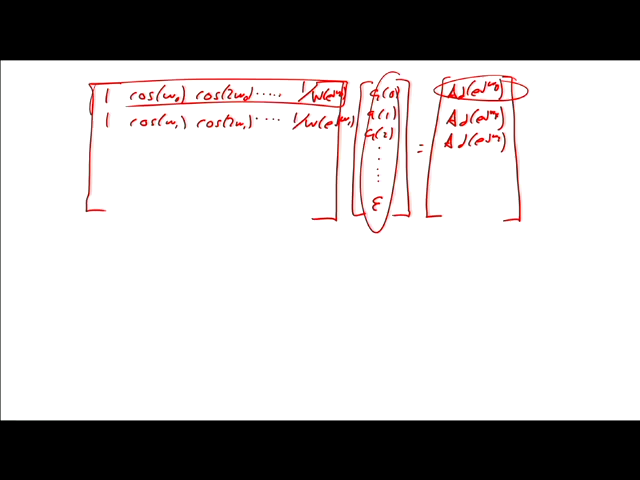 1 cos(ω₀) cos(2ω₀) ..... 1/W(e^jω₀) G(0) Ad(e^jω₀)
1 cos(ω₁) cos(2ω₁) .... 1/W(e^jω₁) G(1) Ad(e^jω₁)
G(2) = Ad(e^jω₂)
ε